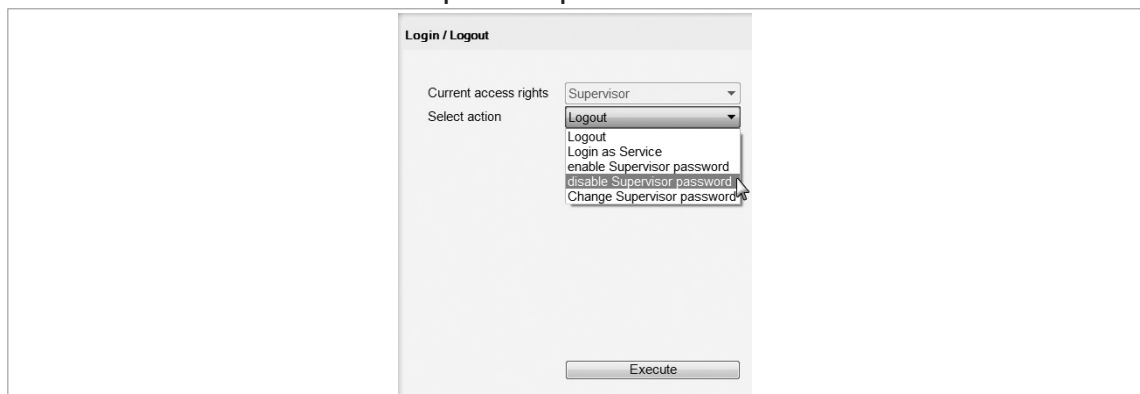 Login / Logout
Current access rights Supervisor
Select action Logout
Logout
Login as Service
enable Supervisor password
disable Supervisor password
Change Supervisor password
Execute